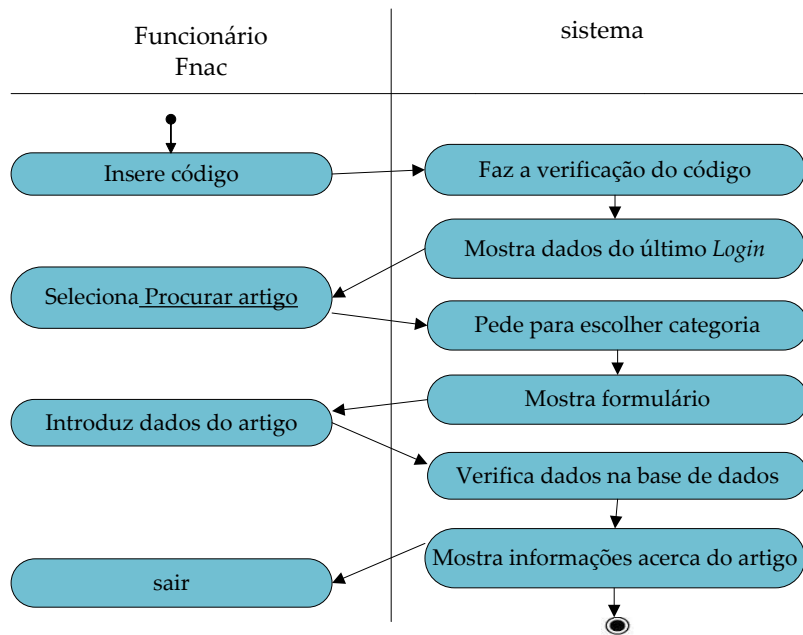 Funcionário
Fnac
sistema
Insere código
Faz a verificação do código
Mostra dados do último Login
Seleciona Procurar artigo
Pede para escolher categoria
Mostra formulário
Introduz dados do artigo
Verifica dados na base de dados
Mostra informações acerca do artigo
sair